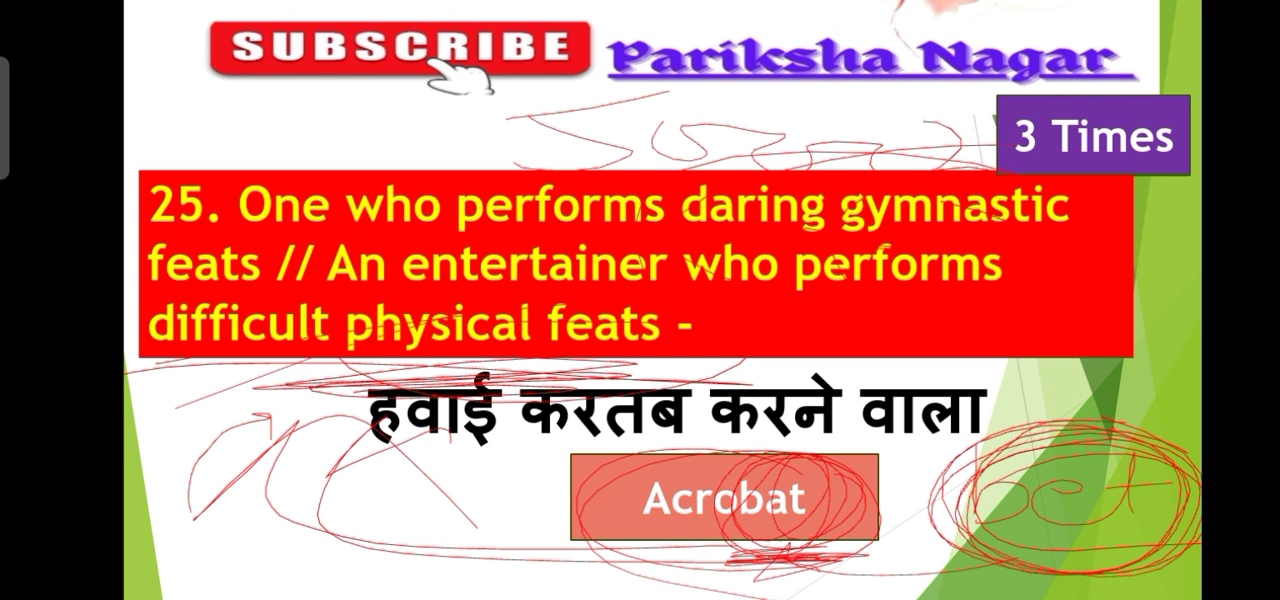 SUBSCRIBE Pariksha Nagar
3 Times
25. One who performs daring gymnastic
feats // An entertainer who performs
difficult physical feats -
हवाई करतब करने वाला
Acrobat